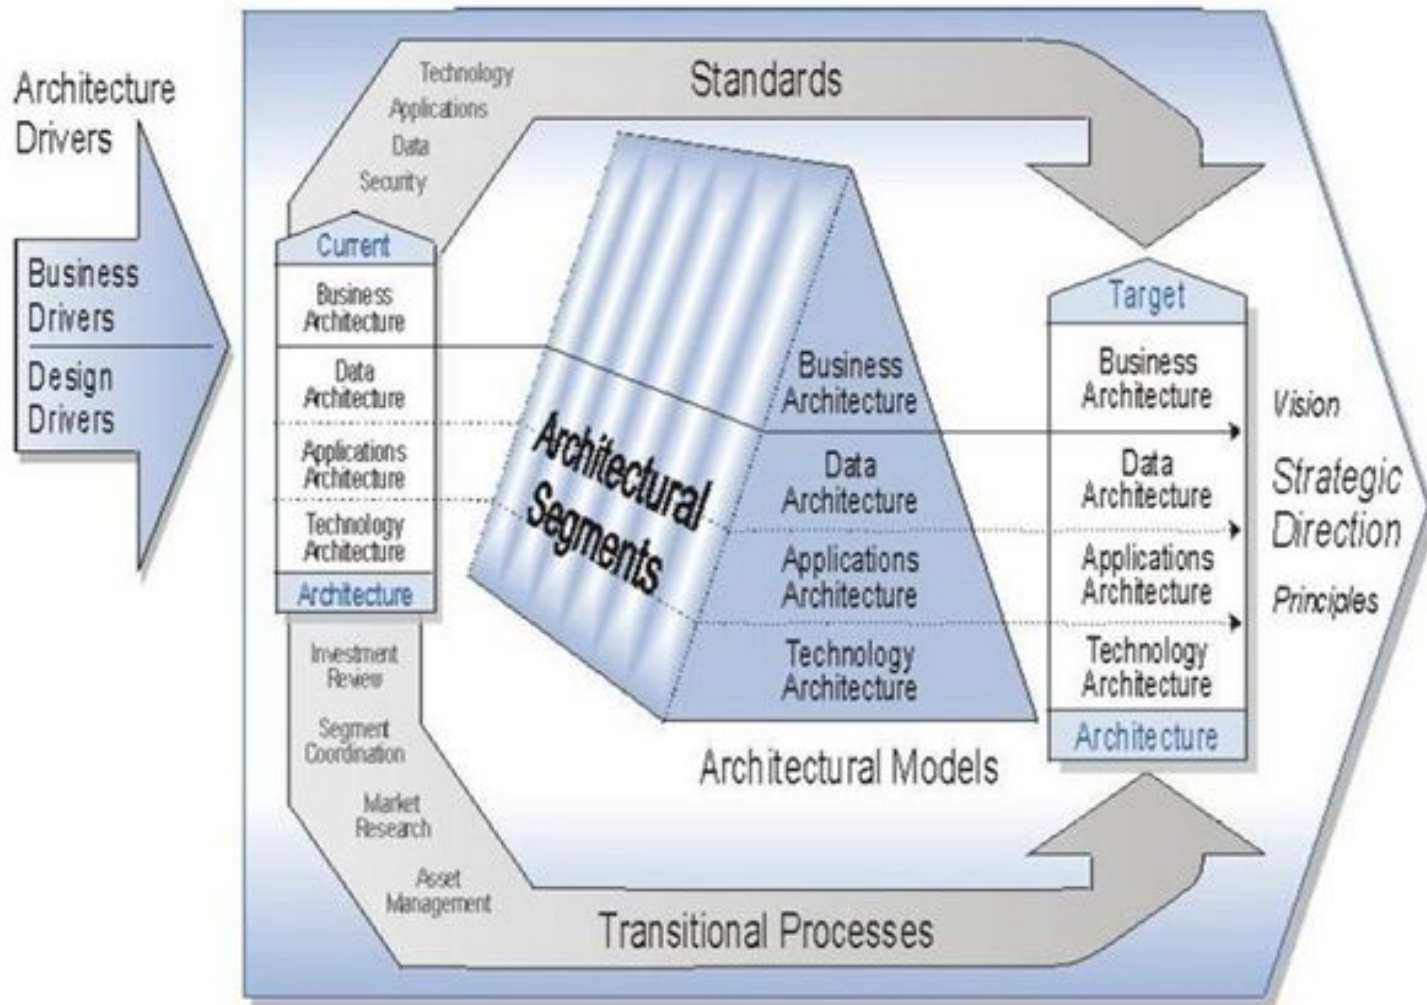 Architecture
Drivers
Business
Drivers
Design
Drivers
Technology
Applications
Data
Security
Standards
Current
Business
Architecture
Data
Architecture
Applications
Architecture
Technology
Architecture
Architecture
Architectural
Segments
Business
Architecture
Data
Architecture
Applications
Architecture
Technology
Architecture
Architectural Models
Target
Business
Architecture
Data
Architecture
Applications
Architecture
Technology
Architecture
Architecture
Vision
Strategic
Direction
Principles
Investment
Review
Segment
Coordination
Market
Research
Asset
Management
Transitional Processes